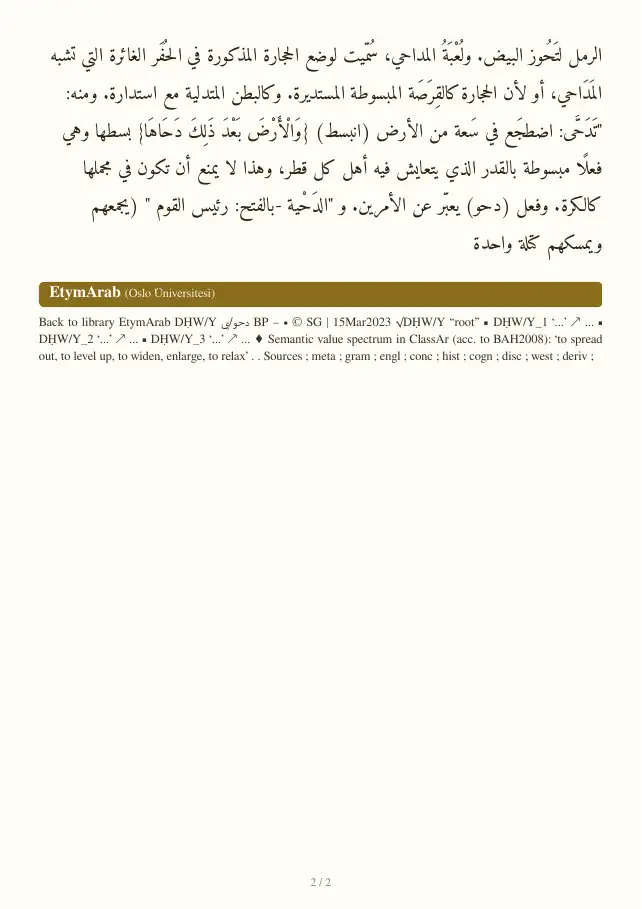 الرمل لتَحُوز البيض. ولُعْبَةُ المداحي، سُمّيت لوضع الحجارة المذكورة في الحُفَر الغائرة التي تشبه
المَدَاحي، أو لأن الحجارة كالقِرَصَة المبسوطة المستديرة. وكالبطن المتدلية مع استدارة. ومنه:
"تَدَحَّى: اضطجَع في سَعة من الأرض (انبسط) {وَالْأَرْضَ بَعْدَ ذَلِكَ دَحَاهَا} بسطها وهي
فعلًا مبسوطة بالقدر الذي يتعايش فيه أهل كل قطر، وهذا لا يمنع أن تكون في مجملها
كالكرة. وفعل (دحو) يعبّر عن الأمرين. و "الدَحْية -بالفتح: رئيس القوم " (يجمعهم
ويمسكهم كتلة واحدة
EtymArab (Oslo Üniversitesi)
Back to library EtymArab DḤW/Y دحو/ي BP – • © SG | 15Mar2023 √DḤW/Y “root” ▪ DḤW/Y_1 ‘…’ ↗ ... ▪
DḤW/Y_2 ‘…’ ↗ ... ▪ DḤW/Y_3 ‘…’ ↗ ... ♦ Semantic value spectrum in ClassAr (acc. to BAH2008): ‘to spread
out, to level up, to widen, enlarge, to relax’ . . Sources ; meta ; gram ; engl ; conc ; hist ; cogn ; disc ; west ; deriv ;
2 / 2